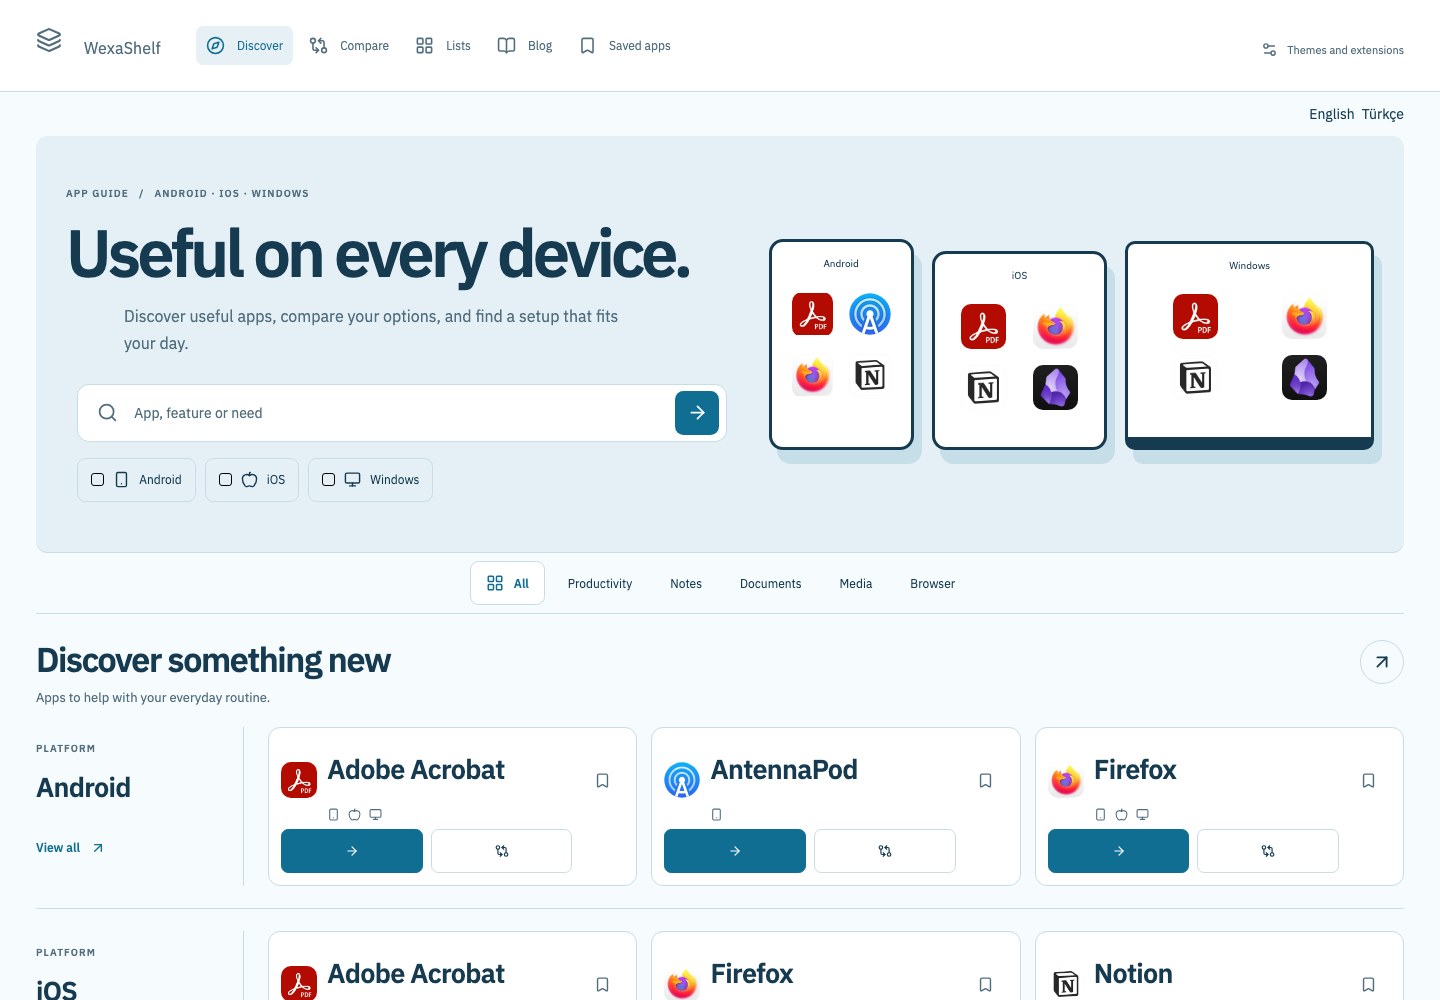 WexaShelf
Discover
Compare
Lists
Blog
Saved apps
Themes and extensions
English Türkçe
APP GUIDE / ANDROID · IOS · WINDOWS
Useful on every device.
Discover useful apps, compare your options, and find a setup that fits
your day.
App, feature or need
Android
iOS
Windows
Android
PDF
iOS
PDF
Windows
PDF
All
Productivity
Notes
Documents
Media
Browser
Discover something new
Apps to help with your everyday routine.
PLATFORM
Android
View all
PDF
Adobe Acrobat
AntennaPod
Firefox
PLATFORM
iOS
Adobe Acrobat
Firefox
Notion